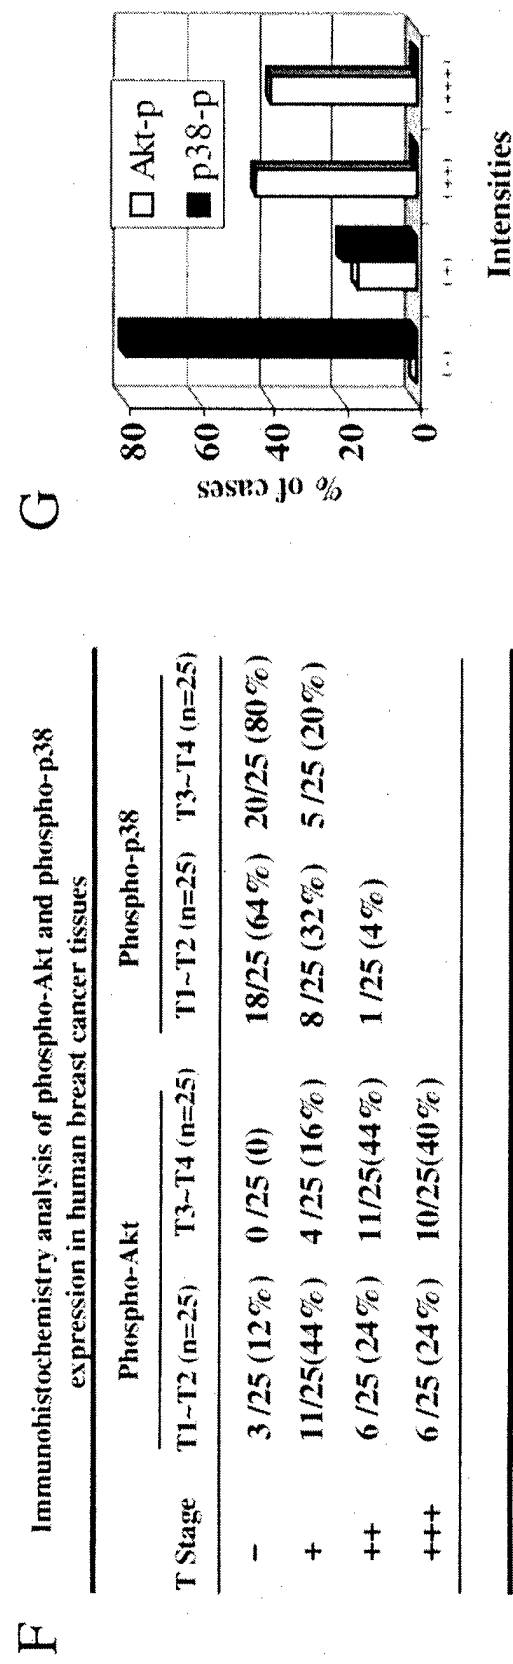 F
Immunohistochemistry analysis of phospho-Akt and phospho-p38
expression in human breast cancer tissues
Phospho-Akt Phospho-p38
T Stage T1~T2 (n=25) T3~T4 (n=25) T1~T2 (n=25) T3~T4 (n=25)
− 3 /25 (12%) 0 /25 (0) 18/25 (64%) 20/25 (80%)
+ 11/25(44%) 4 /25 (16%) 8 /25 (32%) 5 /25 (20%)
++ 6 /25 (24%) 11/25(44%) 1 /25 (4%)
+++ 6 /25 (24%) 10/25(40%)
G
% of cases
80
60
40
20
0
Akt-p
p38-p
(-) (+) (++) (+++)
Intensities